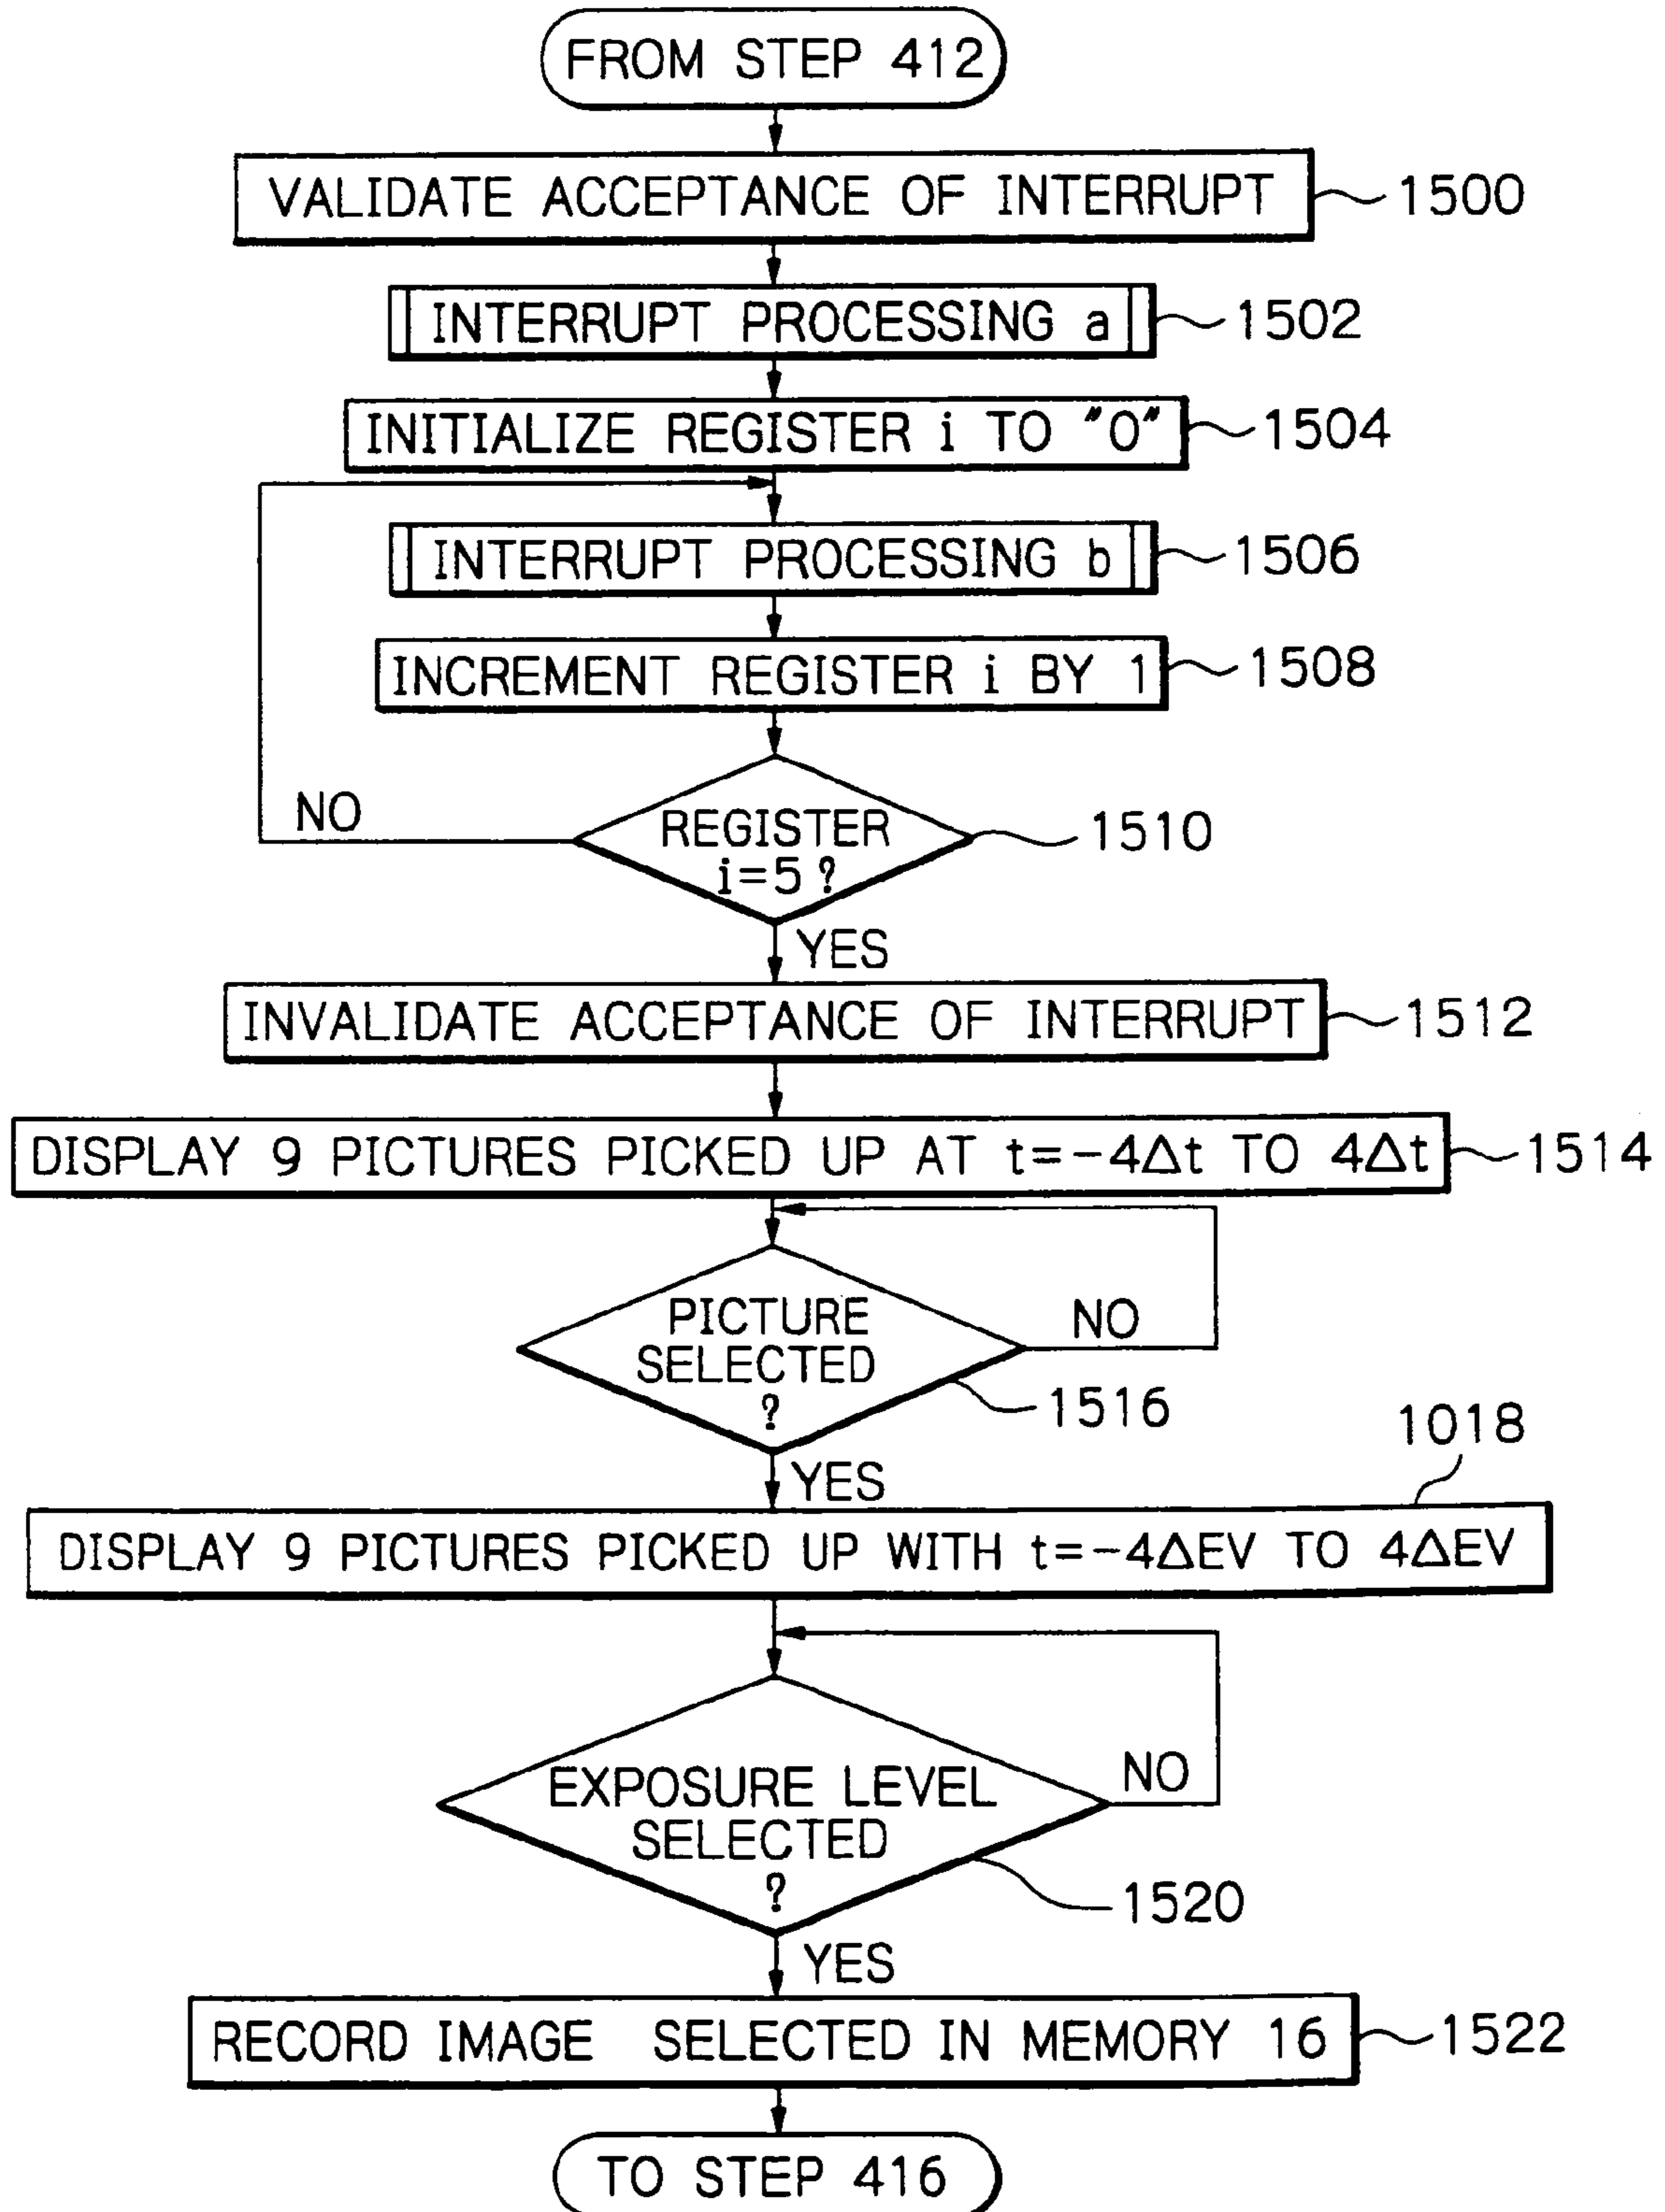 FROM STEP 412
VALIDATE ACCEPTANCE OF INTERRUPT 1500
INTERRUPT PROCESSING a 1502
INITIALIZE REGISTER i TO "0" 1504
INTERRUPT PROCESSING b 1506
INCREMENT REGISTER i BY 1 1508
NO
REGISTER
i=5 ?
1510
YES
INVALIDATE ACCEPTANCE OF INTERRUPT 1512
DISPLAY 9 PICTURES PICKED UP AT t=-4Δt TO 4Δt 1514
PICTURE
SELECTED
?
NO
1516
YES
1018
DISPLAY 9 PICTURES PICKED UP WITH t=-4ΔEV TO 4ΔEV
EXPOSURE LEVEL
SELECTED
?
NO
1520
YES
RECORD IMAGE SELECTED IN MEMORY 16 1522
TO STEP 416